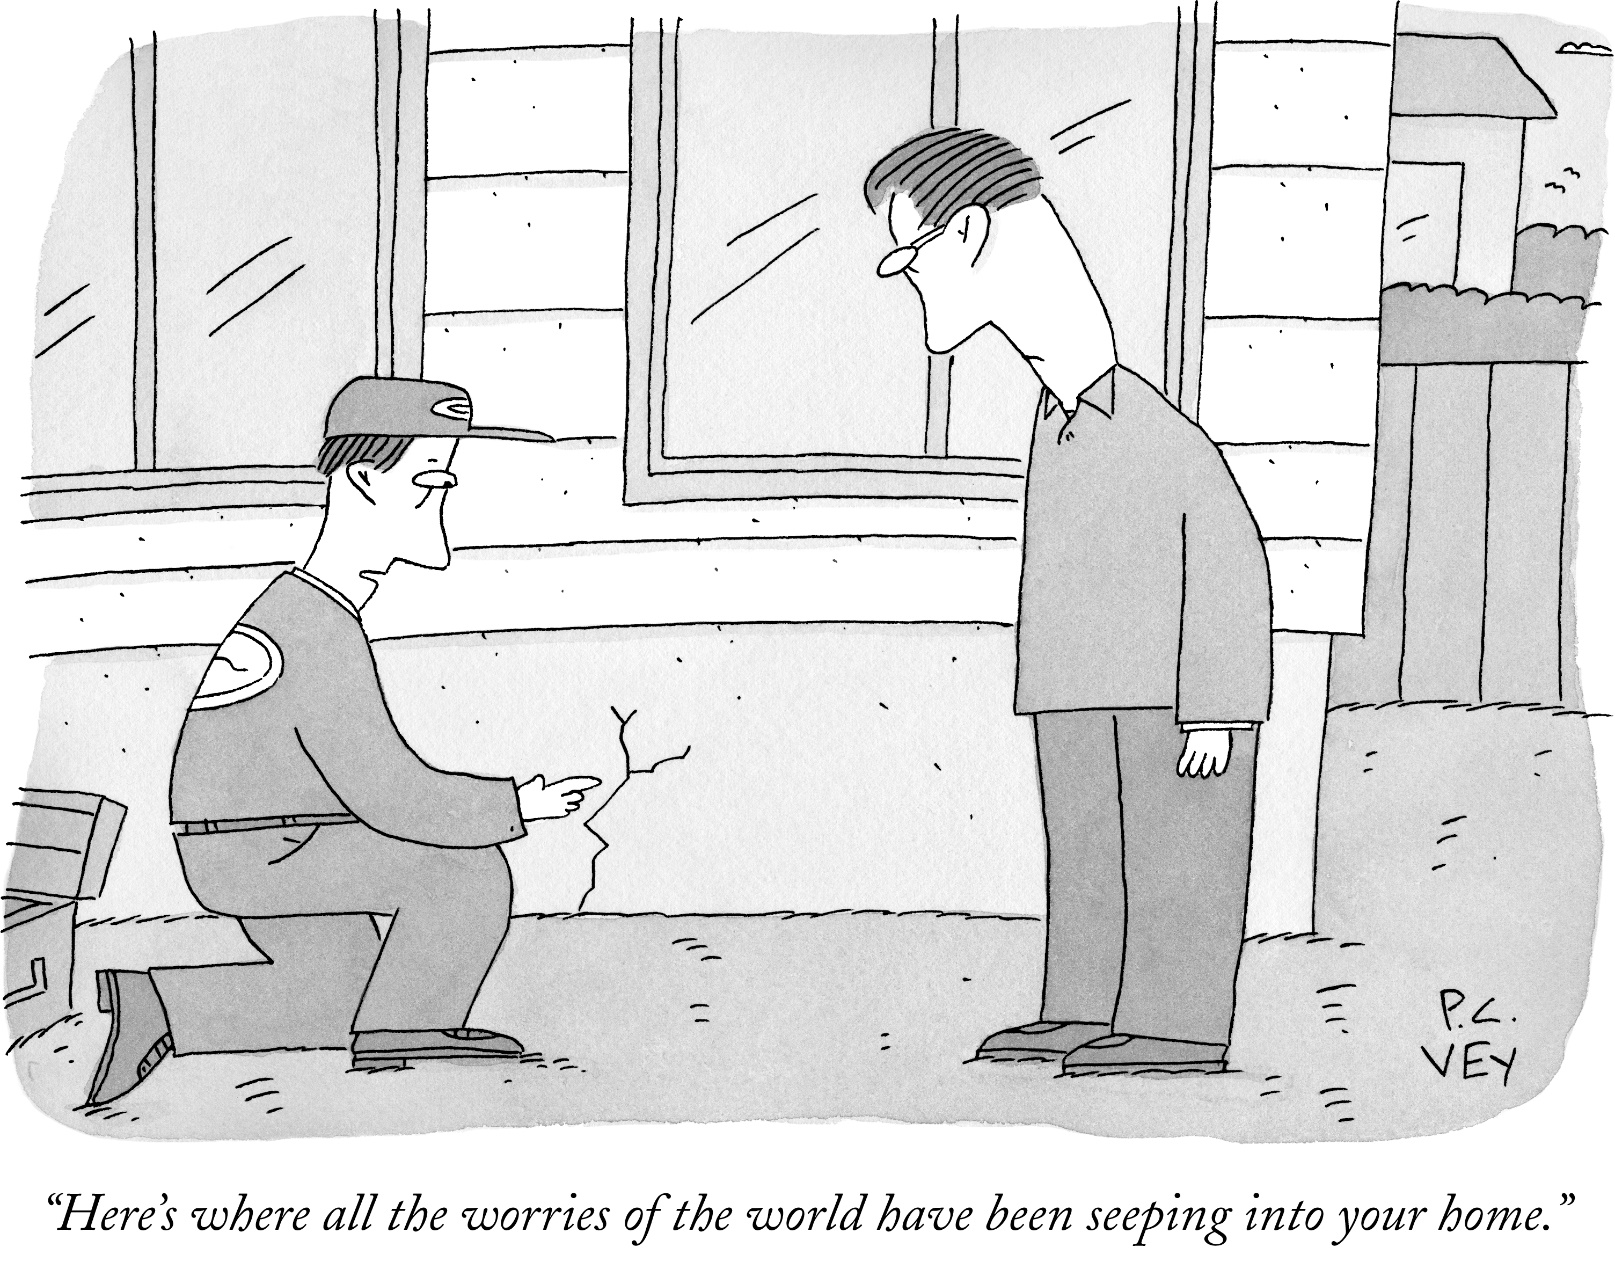 P.C.
VEY
“Here’s where all the worries of the world have been seeping into your home.”